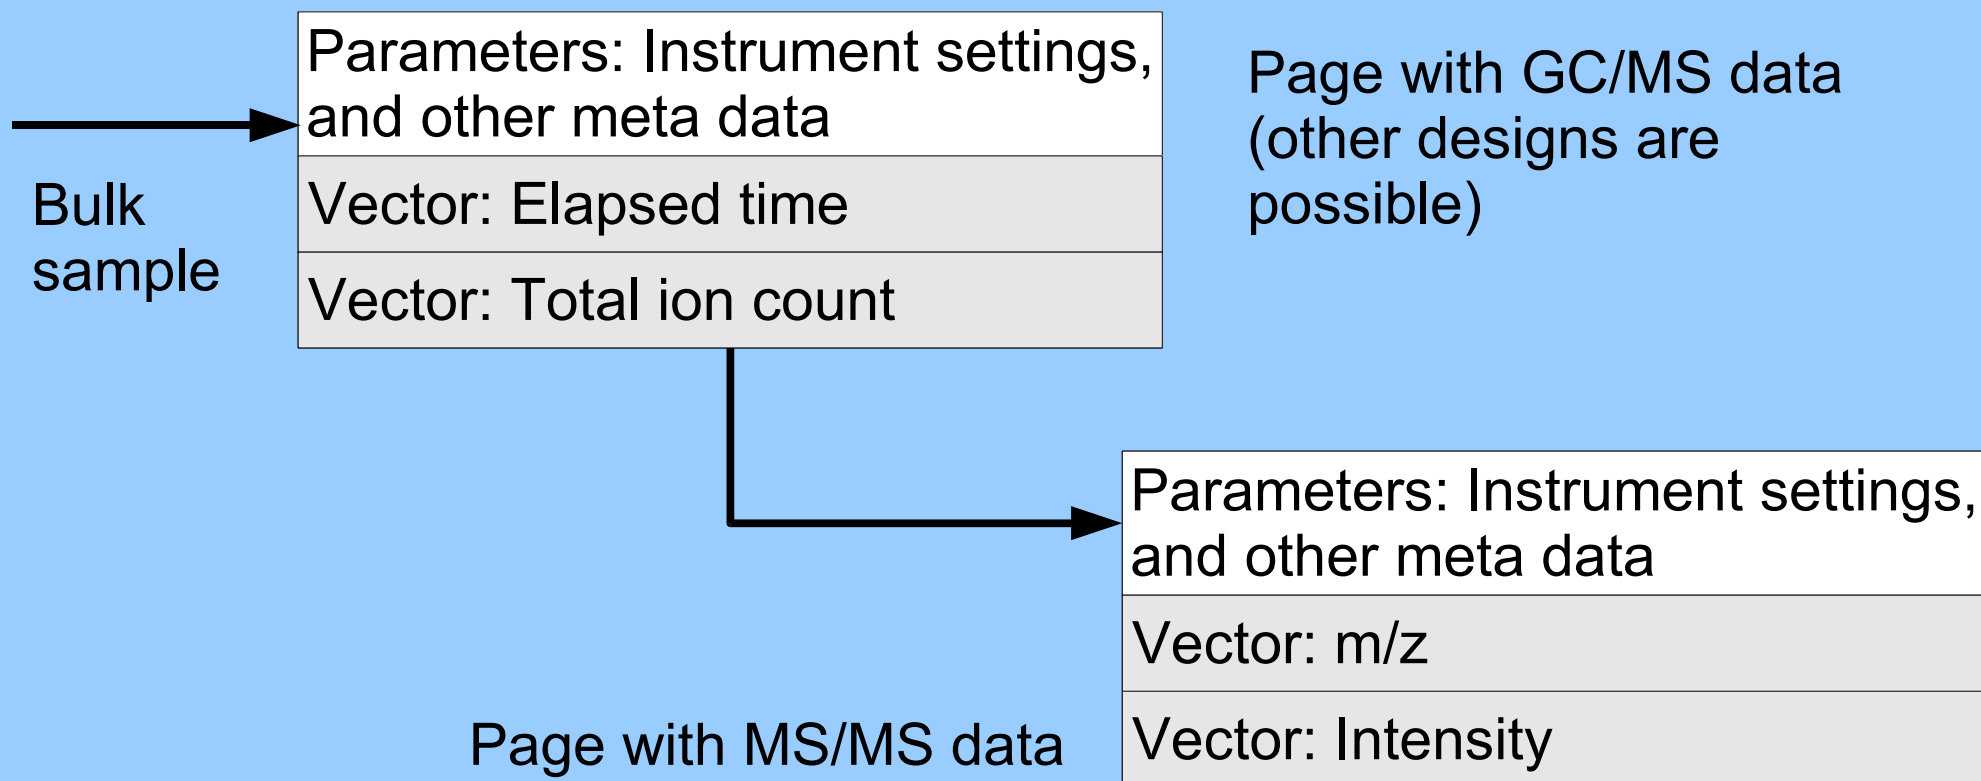 Parameters: Instrument settings,
and other meta data
Vector: Elapsed time
Vector: Total ion count
Bulk
sample
Page with GC/MS data
(other designs are
possible)
Parameters: Instrument settings,
and other meta data
Vector: m/z
Vector: Intensity
Page with MS/MS data